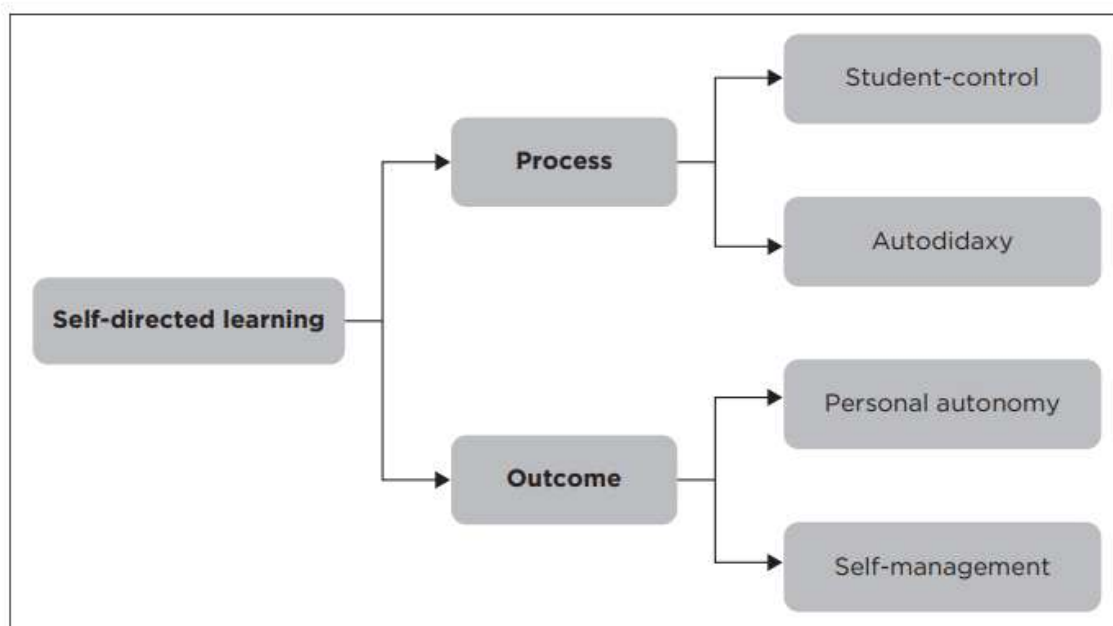 Student-control
Process
Autodidaxy
Self-directed learning
Personal autonomy
Outcome
Self-management